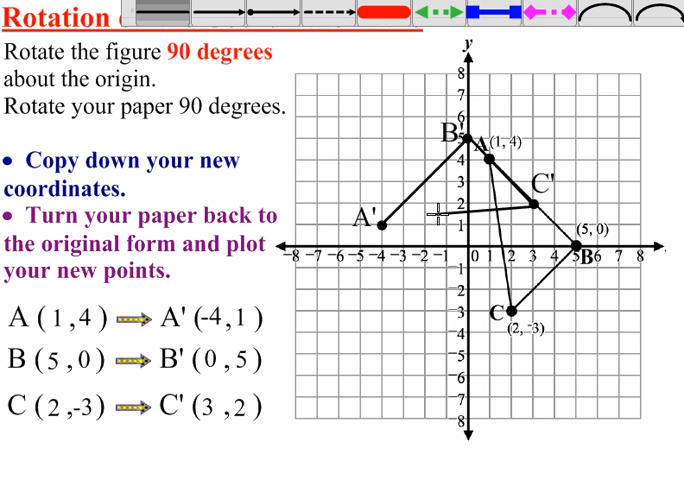 Rotation
Rotate the figure 90 degrees
about the origin.
Rotate your paper 90 degrees.
• Copy down your new
coordinates.
• Turn your paper back to
the original form and plot
your new points.
A (1,4) A' (-4,1)
B (5,0) B' (0,5)
C (2,-3) C' (3,2)
y
8
7
6
B' 5
A (1, 4)
4
3
C'
2
A'
1
(5, 0)
-8 -7 -6 -5 -4 -3 -2 -1 0 1 2 3 4 5 B 6 7 8
-1
-2
C -3
(2, -3)
-4
-5
-6
-7
-8